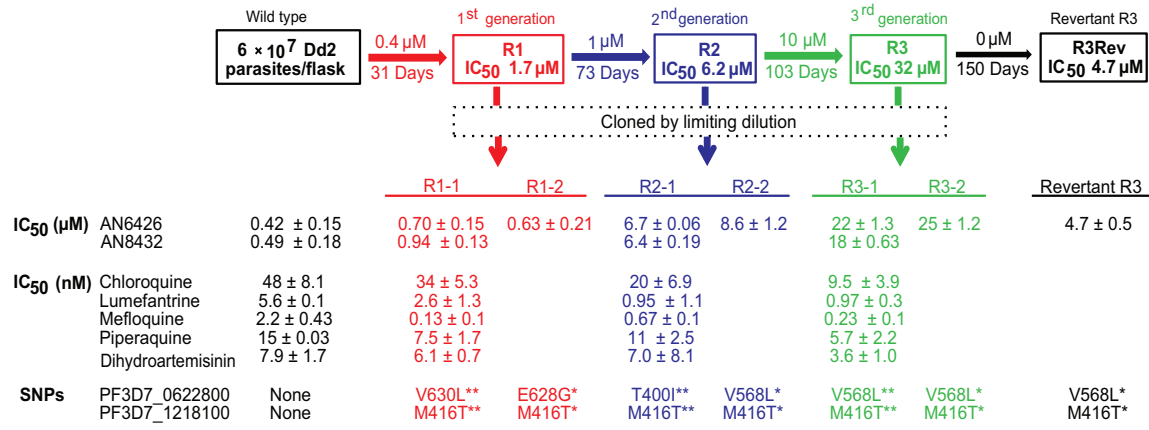 Wild type
6 × 10⁷ Dd2
parasites/flask
0.4 µM
31 Days
1st generation
R1
IC50 1.7 µM
1 µM
73 Days
2nd generation
R2
IC50 6.2 µM
10 µM
103 Days
3rd generation
R3
IC50 32 µM
0 µM
150 Days
Revertant R3
R3Rev
IC50 4.7 µM
Cloned by limiting dilution
R1-1 R1-2 R2-1 R2-2 R3-1 R3-2 Revertant R3
IC50 (µM) AN6426 0.42 ± 0.15 0.70 ± 0.15 0.63 ± 0.21 6.7 ± 0.06 8.6 ± 1.2 22 ± 1.3 25 ± 1.2 4.7 ± 0.5
AN8432 0.49 ± 0.18 0.94 ± 0.13 6.4 ± 0.19 18 ± 0.63
IC50 (nM) Chloroquine 48 ± 8.1 34 ± 5.3 20 ± 6.9 9.5 ± 3.9
Lumefantrine 5.6 ± 0.1 2.6 ± 1.3 0.95 ± 1.1 0.97 ± 0.3
Mefloquine 2.2 ± 0.43 0.13 ± 0.1 0.67 ± 0.1 0.23 ± 0.1
Piperaquine 15 ± 0.03 7.5 ± 1.7 11 ± 2.5 5.7 ± 2.2
Dihydroartemisinin 7.9 ± 1.7 6.1 ± 0.7 7.0 ± 8.1 3.6 ± 1.0
SNPs PF3D7_0622800 None V630L** E628G* T400I** V568L* V568L** V568L* V568L*
PF3D7_1218100 None M416T** M416T* M416T** M416T* M416T** M416T* M416T*